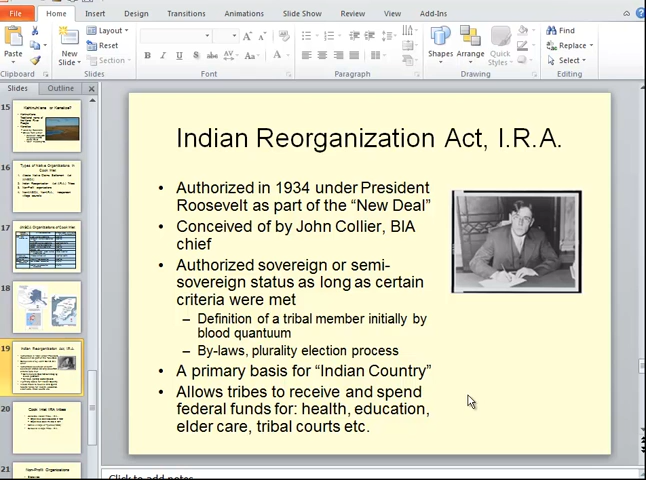 File Home Insert Design Transitions Animations Slide Show Review View Add-Ins
Paste
New
Slide
Layout
Reset
Section
Shapes
Arrange
Quick
Styles
Find
Replace
Select
Clipboard Slides Font Paragraph Drawing Editing
Slides Outline
15
16
17
18
19
20
21
Indian Reorganization Act, I.R.A.
• Authorized in 1934 under President
Roosevelt as part of the “New Deal”
• Conceived of by John Collier, BIA
chief
• Authorized sovereign or semi-
sovereign status as long as certain
criteria were met
– Definition of a tribal member initially by
blood quantum
– By-laws, plurality election process
• A primary basis for “Indian Country”
• Allows tribes to receive and spend
federal funds for: health, education,
elder care, tribal courts etc.
Click to add notes